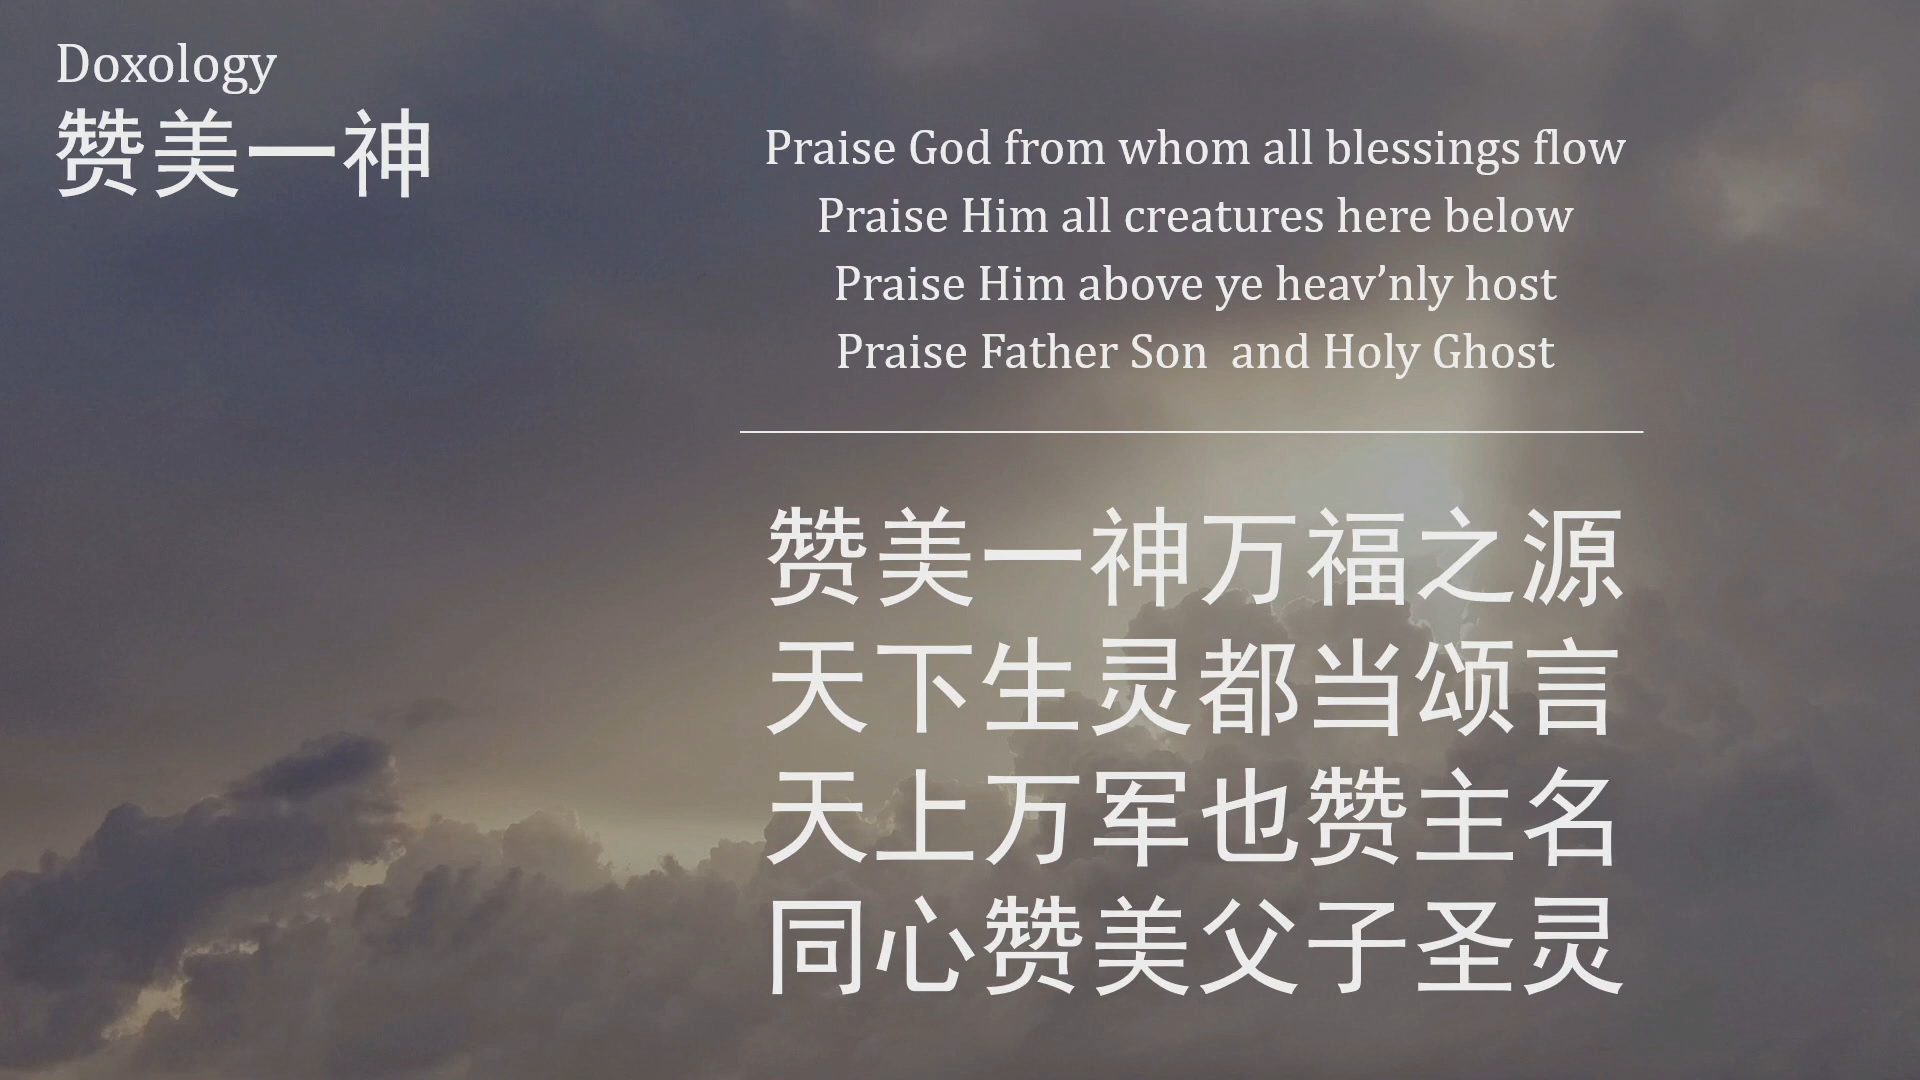 Doxology
赞美一神
Praise God from whom all blessings flow
Praise Him all creatures here below
Praise Him above ye heav’nly host
Praise Father Son  and Holy Ghost
赞美一神万福之源
天下生灵都当颂言
天上万军也赞主名
同心赞美父子圣灵